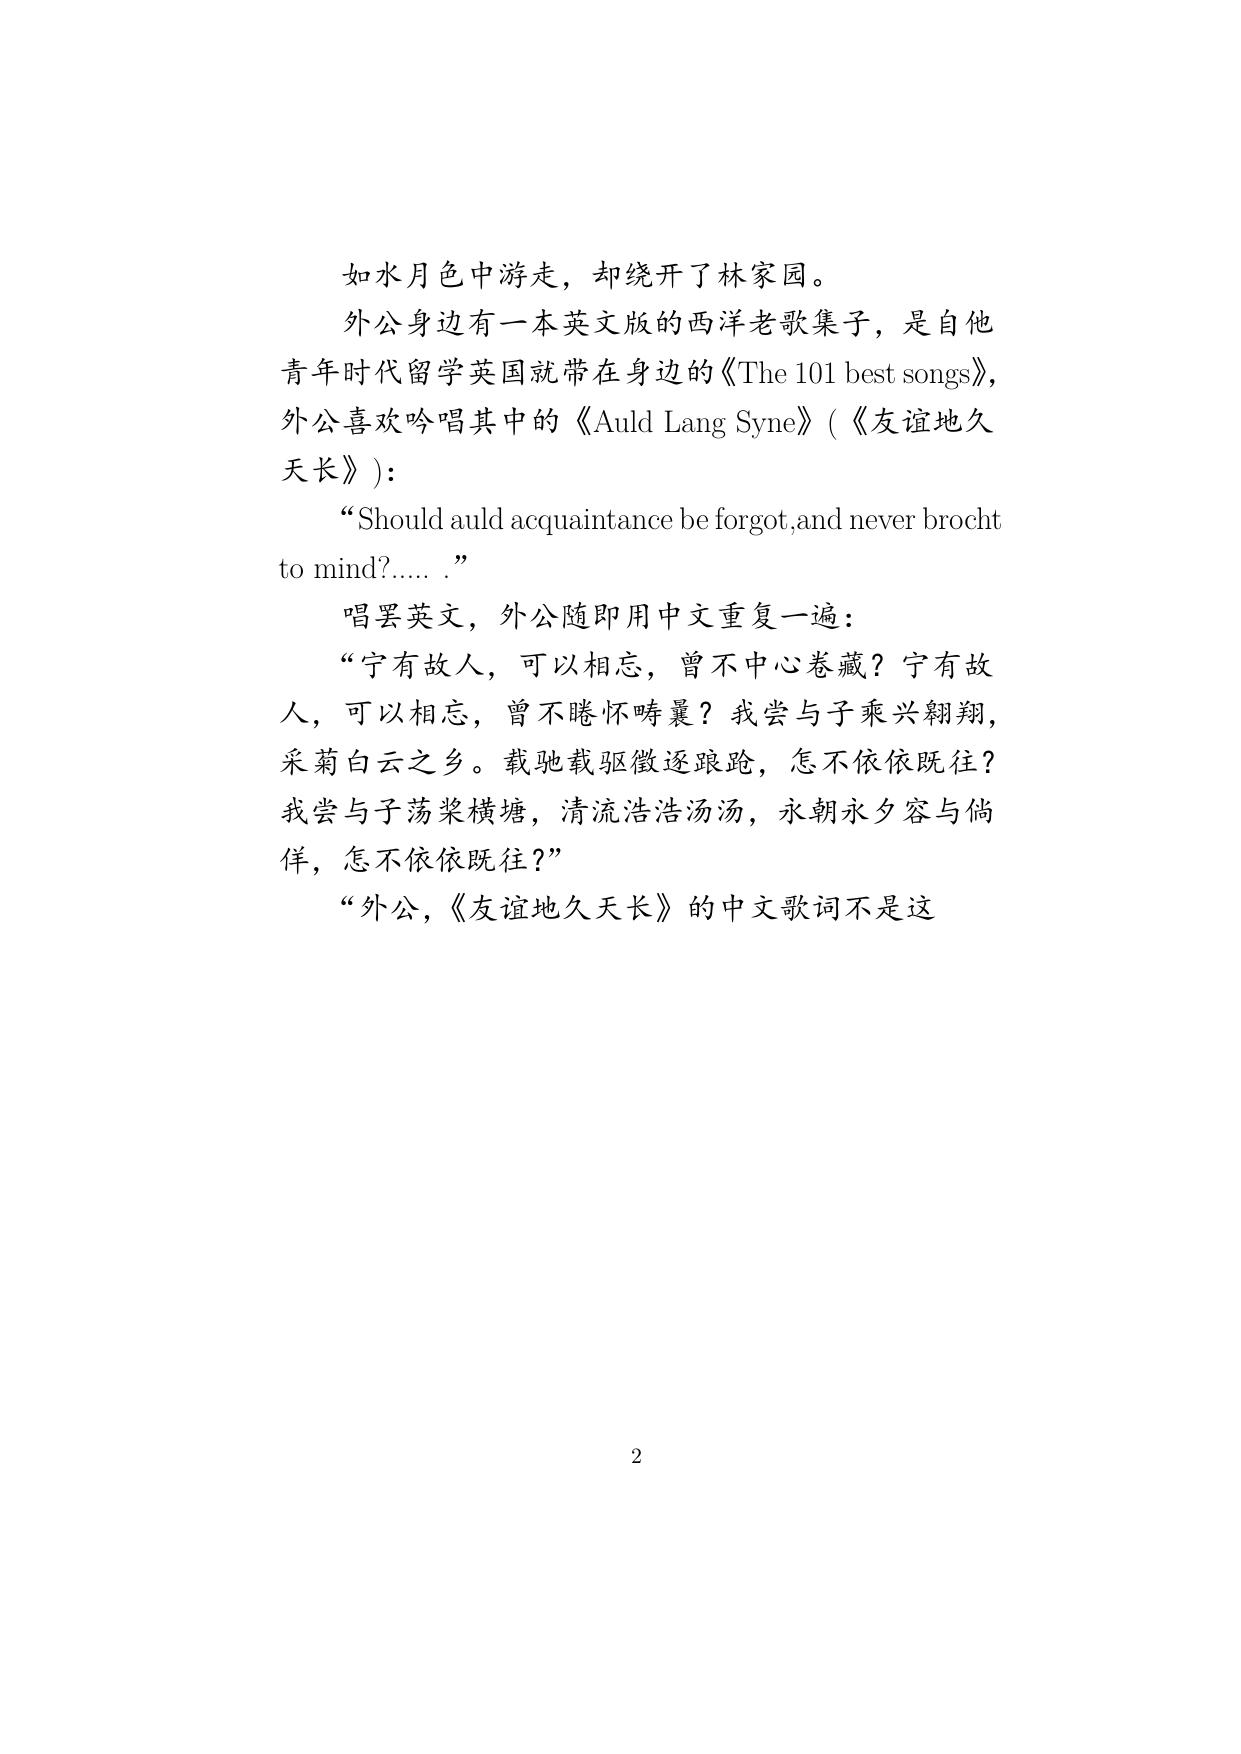 如水月色中游走，却绕开了林家园。
外公身边有一本英文版的西洋老歌集子，是自他
青年时代留学英国就带在身边的《The 101 best songs》，
外公喜欢吟唱其中的《Auld Lang Syne》(《友谊地久
天长》)：
“Should auld acquaintance be forgot,and never brocht
to mind?..... .”
唱罢英文，外公随即用中文重复一遍：
“宁有故人，可以相忘，曾不中心卷藏？宁有故
人，可以相忘，曾不睠怀畴曩？我尝与子乘兴翱翔，
采菊白云之乡。载驰载驱徵逐踉跄，怎不依依既往？
我尝与子荡桨横塘，清流浩浩汤汤，永朝永夕容与倘
佯，怎不依依既往?”
“外公，《友谊地久天长》的中文歌词不是这
2